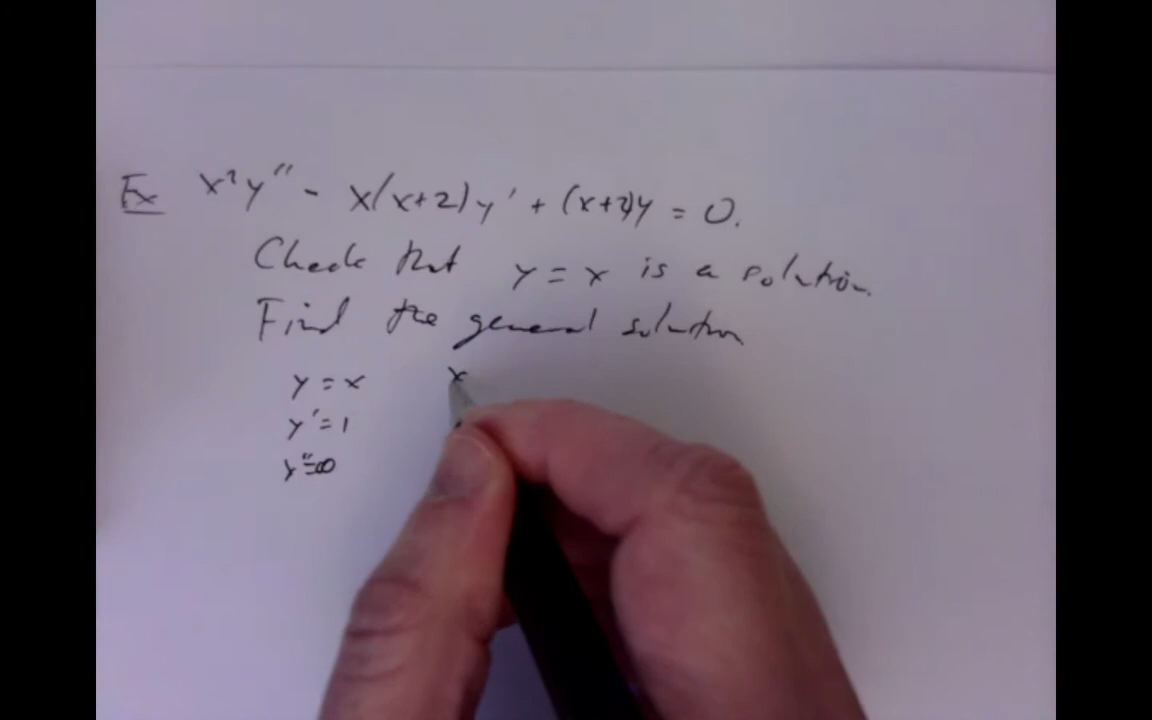 Ex x²y" - x(x+2)y' + (x+2)y = 0.
Check that y = x is a solution.
Find the general solution
y = x x
y' = 1
y" = 0